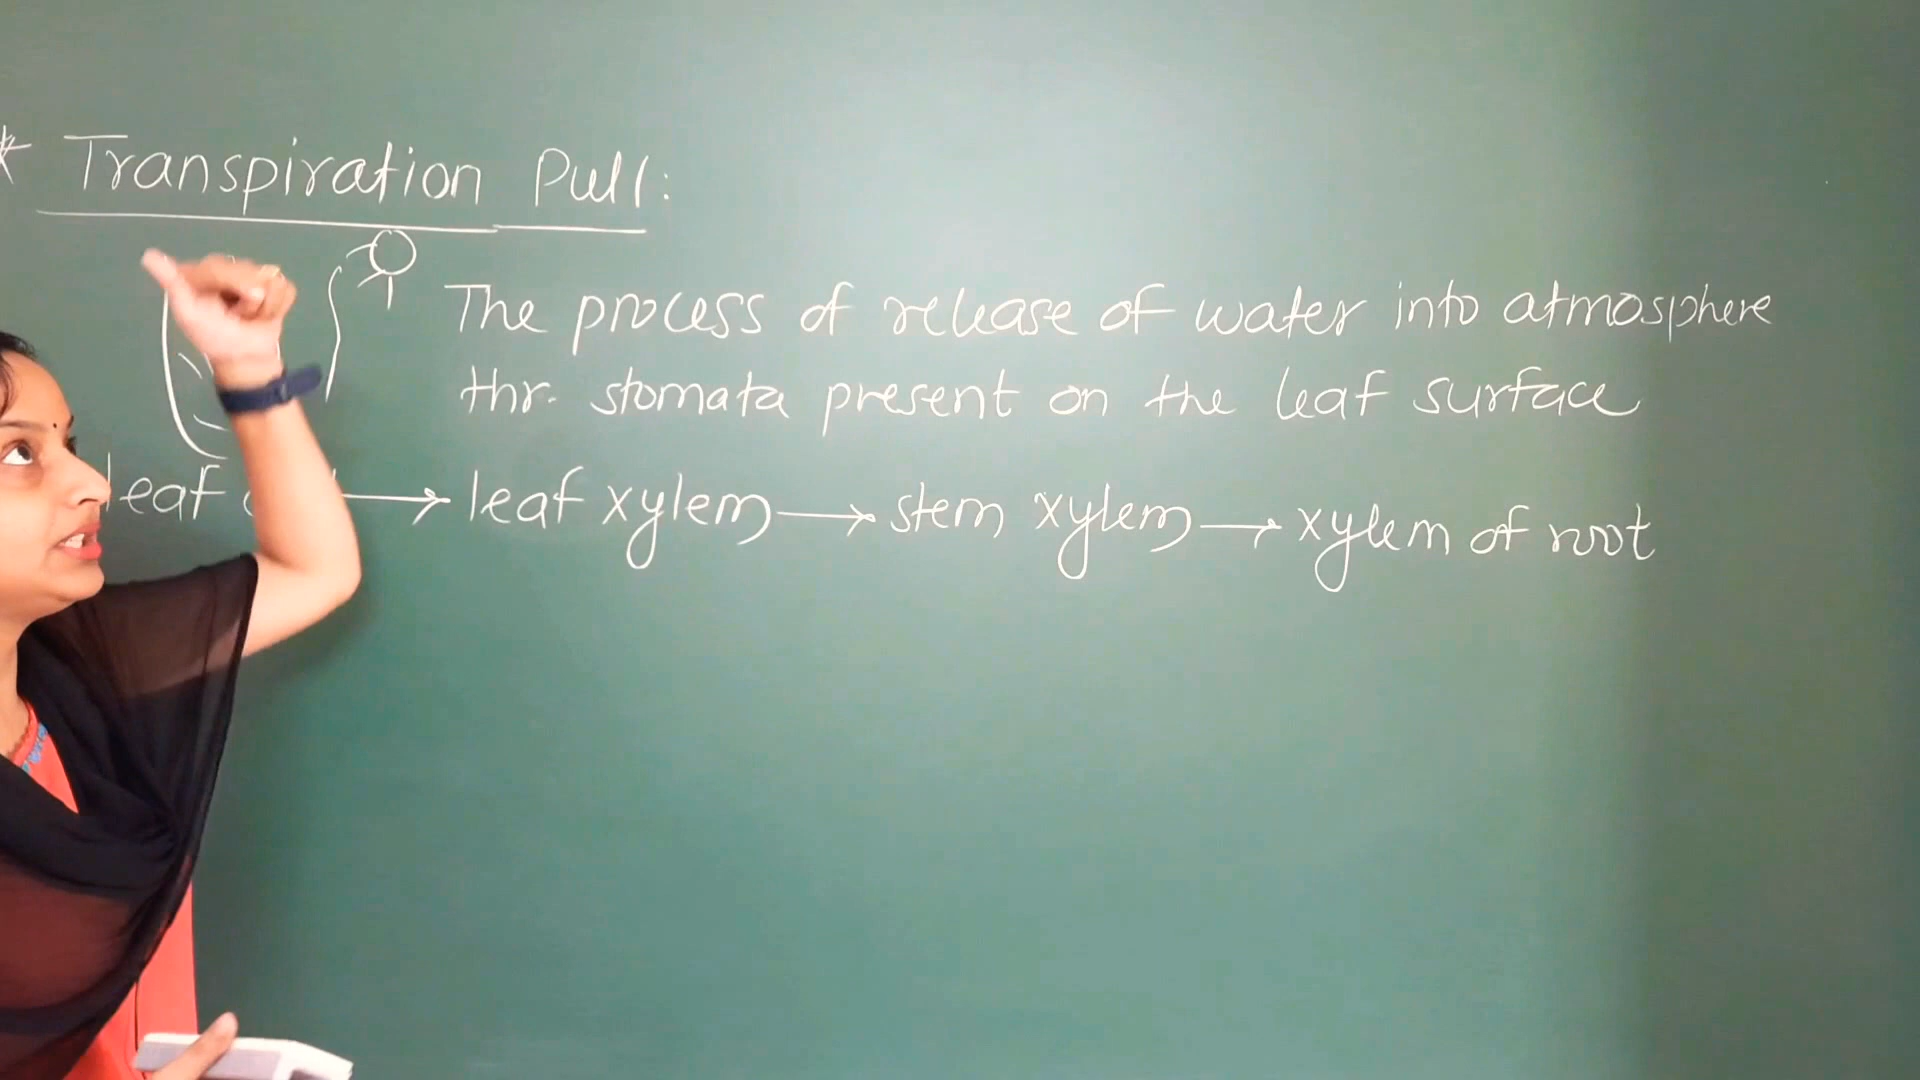 * Transpiration Pull:
The process of release of water into atmosphere
thr. stomata present on the leaf surface
leaf → leaf xylem → stem xylem → xylem of root